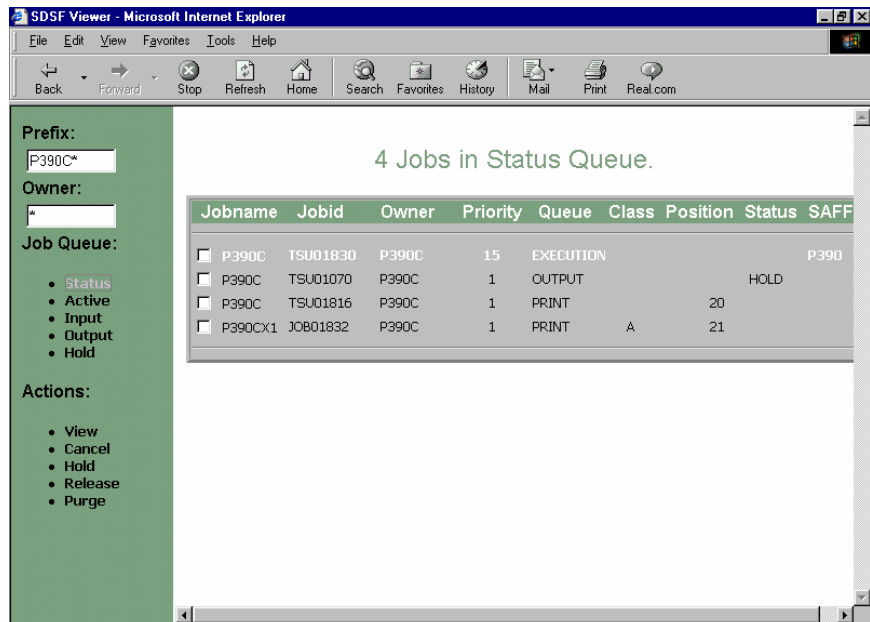 SDSF Viewer - Microsoft Internet Explorer
File Edit View Favorites Tools Help
Back Forward Stop Refresh Home Search Favorites History Mail Print Real.com
Prefix:
P390C*
Owner:
*
Job Queue:
Status
Active
Input
Output
Hold
Actions:
View
Cancel
Hold
Release
Purge
4 Jobs in Status Queue.
Jobname Jobid Owner Priority Queue Class Position Status SAFF
P390C TSU01830 P390C 15 EXECUTION P390
P390C TSU01070 P390C 1 OUTPUT HOLD
P390C TSU01816 P390C 1 PRINT 20
P390CX1 JOB01832 P390C 1 PRINT A 21